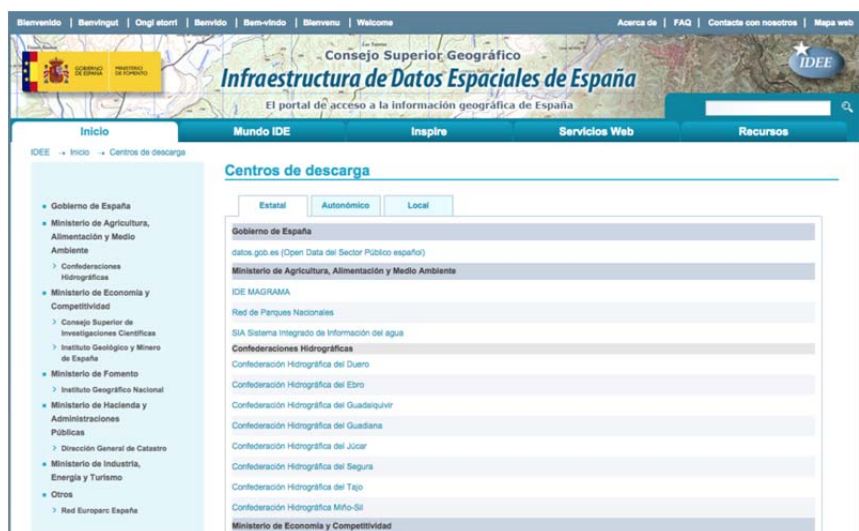 Bienvenido | Benvingut | Ongi etorri | Benvido | Bem-vindo | Bienvenu | Welcome
Acerca de | FAQ | Contacte con nosotros | Mapa web
GOBIERNO DE ESPAÑA
MINISTERIO DE FOMENTO
Consejo Superior Geográfico
Infraestructura de Datos Espaciales de España
El portal de acceso a la información geográfica de España
IDEE
Inicio
Mundo IDE
Inspire
Servicios Web
Recursos
IDEE → Inicio → Centros de descarga
Gobierno de España
Ministerio de Agricultura,
Alimentación y Medio
Ambiente
Confederaciones
Hidrográficas
Ministerio de Economía y
Competitividad
Consejo Superior de
Investigaciones Científicas
Instituto Geológico y Minero
de España
Ministerio de Fomento
Instituto Geográfico Nacional
Ministerio de Hacienda y
Administraciones
Públicas
Dirección General de Catastro
Ministerio de Industria,
Energía y Turismo
Otros
Red Europarc España
Centros de descarga
Estatal
Autonómico
Local
Gobierno de España
datos.gob.es (Open Data del Sector Público español)
Ministerio de Agricultura, Alimentación y Medio Ambiente
IDE MAGRAMA
Red de Parques Nacionales
SIA Sistema Integrado de Información del agua
Confederaciones Hidrográficas
Confederación Hidrográfica del Duero
Confederación Hidrográfica del Ebro
Confederación Hidrográfica del Guadalquivir
Confederación Hidrográfica del Guadiana
Confederación Hidrográfica del Júcar
Confederación Hidrográfica del Segura
Confederación Hidrográfica del Tajo
Confederación Hidrográfica Miño-Sil
Ministerio de Economía y Competitividad